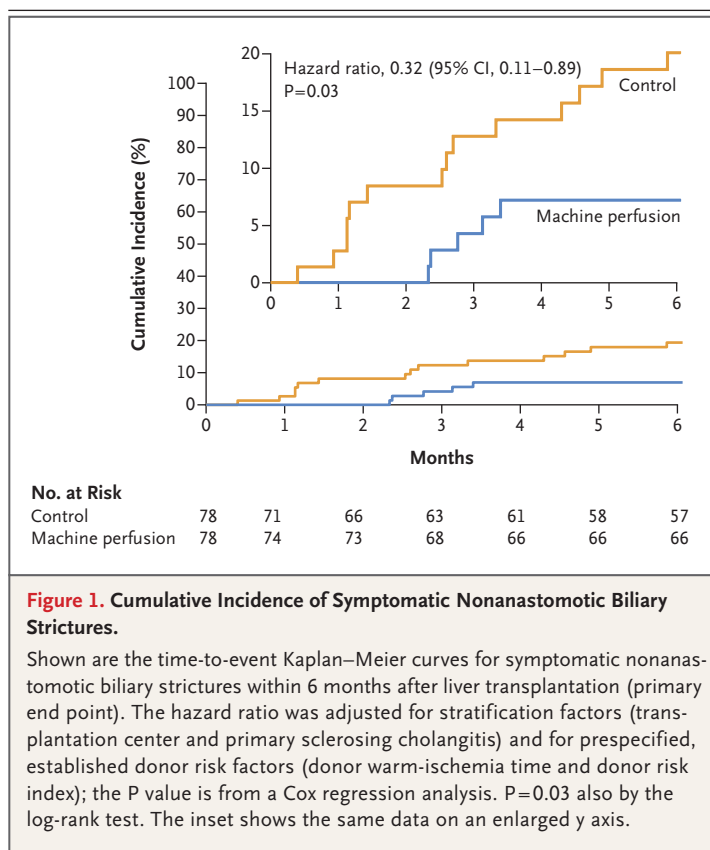 20
Hazard ratio, 0.32 (95% CI, 0.11–0.89)
P=0.03
Control
15
10
Machine perfusion
5
0
0 1 2 3 4 5 6
100
90
80
70
60
50
40
30
20
10
0
Cumulative Incidence (%)
0 1 2 3 4 5 6
Months
No. at Risk
Control 78 71 66 63 61 58 57
Machine perfusion 78 74 73 68 66 66 66
Figure 1. Cumulative Incidence of Symptomatic Nonanastomotic Biliary
Strictures.
Shown are the time-to-event Kaplan–Meier curves for symptomatic nonanas-
tomotic biliary strictures within 6 months after liver transplantation (primary
end point). The hazard ratio was adjusted for stratification factors (trans-
plantation center and primary sclerosing cholangitis) and for prespecified,
established donor risk factors (donor warm-ischemia time and donor risk
index); the P value is from a Cox regression analysis. P=0.03 also by the
log-rank test. The inset shows the same data on an enlarged y axis.